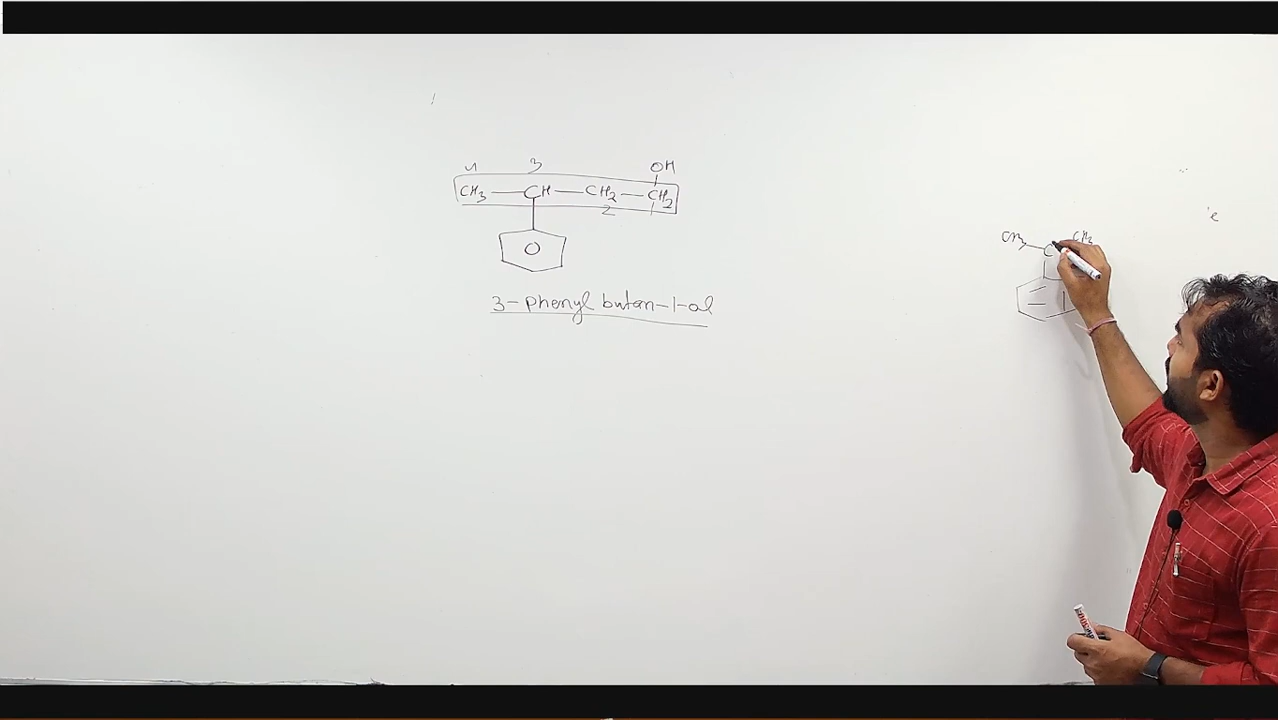 4 3 OH
CH3 — CH — CH2 — CH2
2 1
3-phenyl butan-1-ol
CH3 C CH3
e